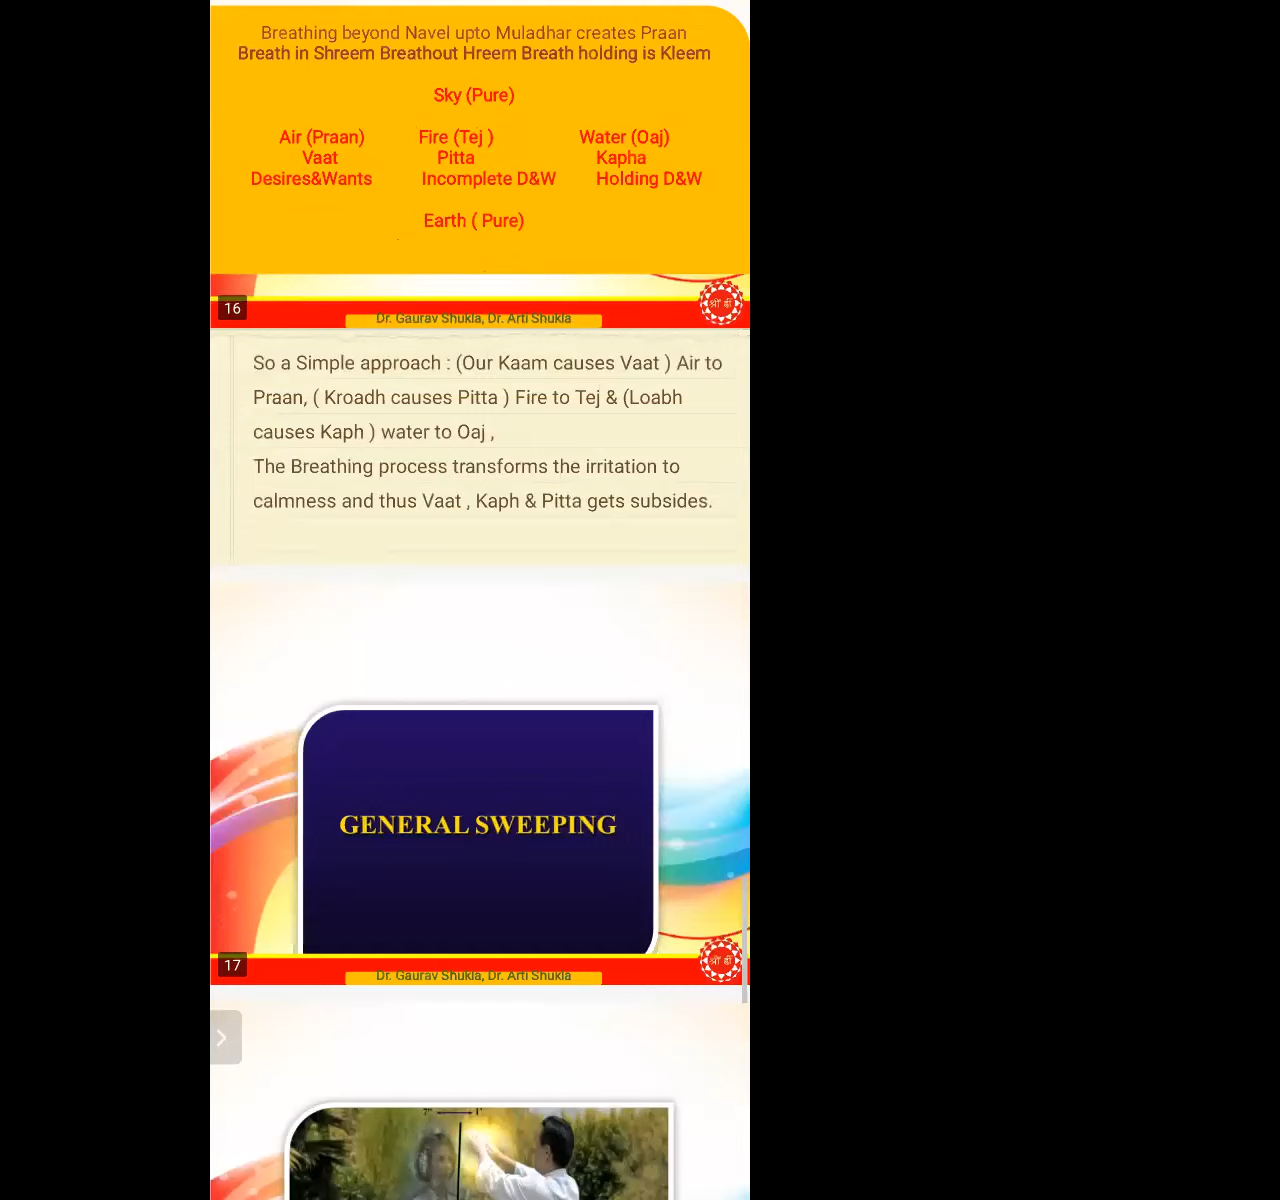 Breathing beyond Navel upto Muladhar creates Praan
Breath in Shreem Breathout Hreem Breath holding is Kleem
Sky (Pure)
Air (Praan) Fire (Tej ) Water (Oaj)
Vaat Pitta Kapha
Desires&Wants Incomplete D&W Holding D&W
Earth ( Pure)
श्रीं ह्रीं
16
Dr. Gaurav Shukla, Dr. Arti Shukla
So a Simple approach : (Our Kaam causes Vaat ) Air to
Praan, ( Kroadh causes Pitta ) Fire to Tej & (Loabh
causes Kaph ) water to Oaj ,
The Breathing process transforms the irritation to
calmness and thus Vaat , Kaph & Pitta gets subsides.
GENERAL SWEEPING
श्रीं ह्रीं
17
Dr. Gaurav Shukla, Dr. Arti Shukla
7" 1"